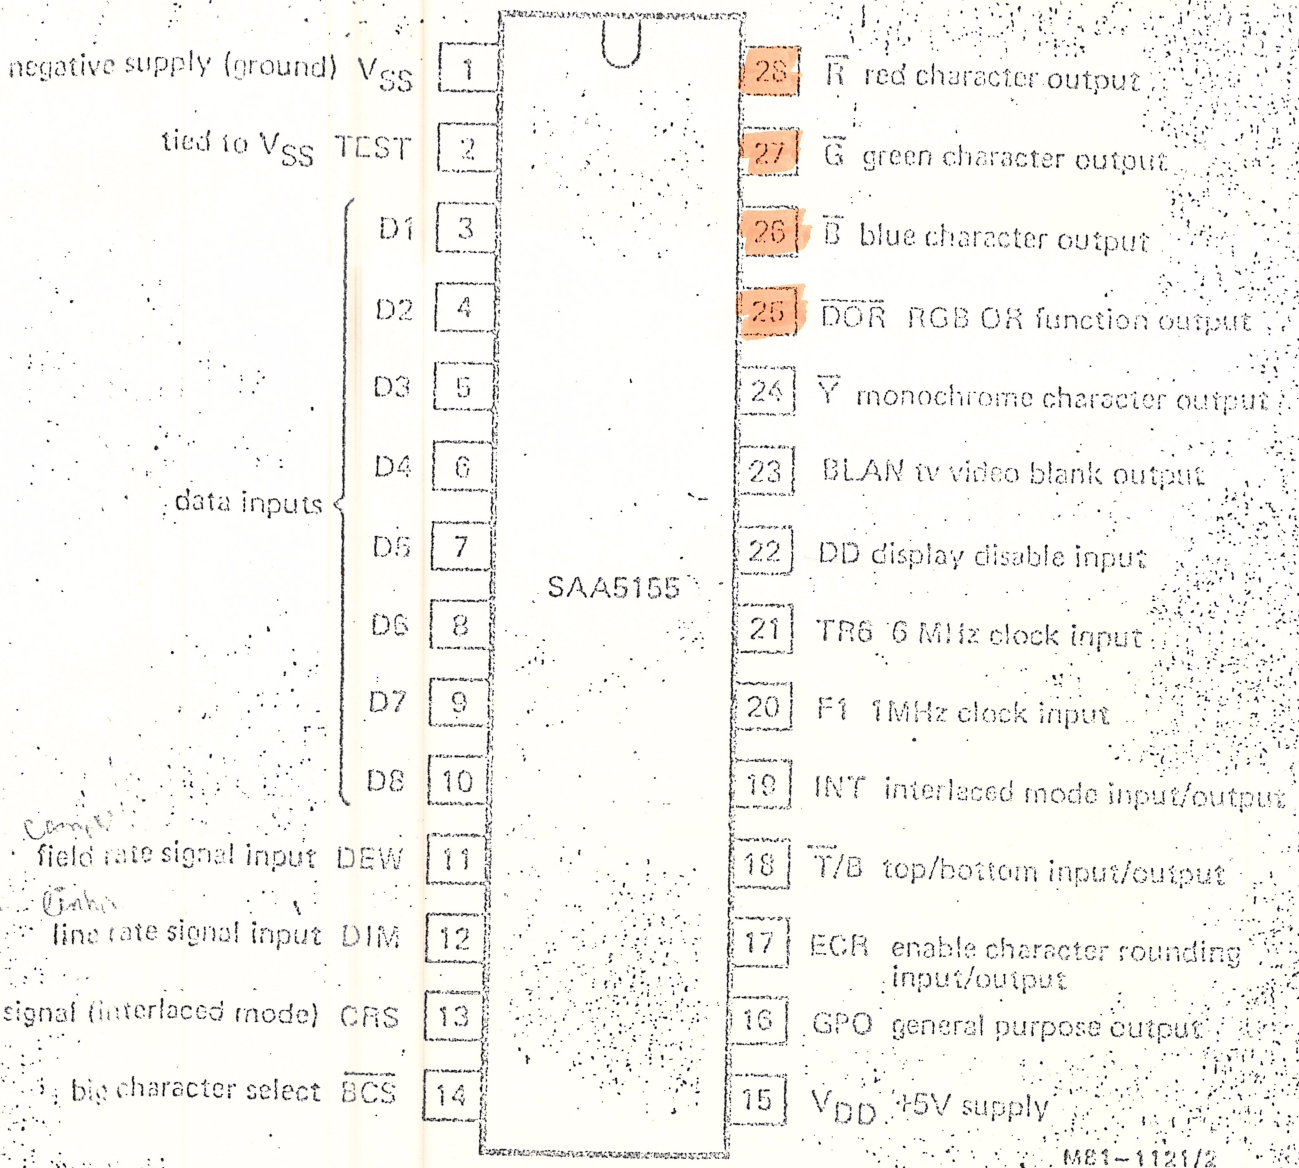 negative supply (ground) VSS 1
tied to VSS TEST 2
data inputs
D1 3
D2 4
D3 5
D4 6
D5 7
D6 8
D7 9
D8 10
field rate signal input DEW 11
line rate signal input DIM 12
signal (interlaced mode) CRS 13
big character select B̅C̅S̅ 14
SAA5155
28 R̅ red character output
27 G̅ green character output
26 B̅ blue character output
25 D̅O̅R̅ RGB OR function output
24 Y̅ monochrome character output
23 BLAN tv video blank output
22 DD display disable input
21 TR6 6 MHz clock input
20 F1 1MHz clock input
19 INT interlaced mode input/output
18 T̅/B top/bottom input/output
17 ECR enable character rounding
input/output
16 GPO general purpose output
15 VDD +5V supply
M81-1121/2